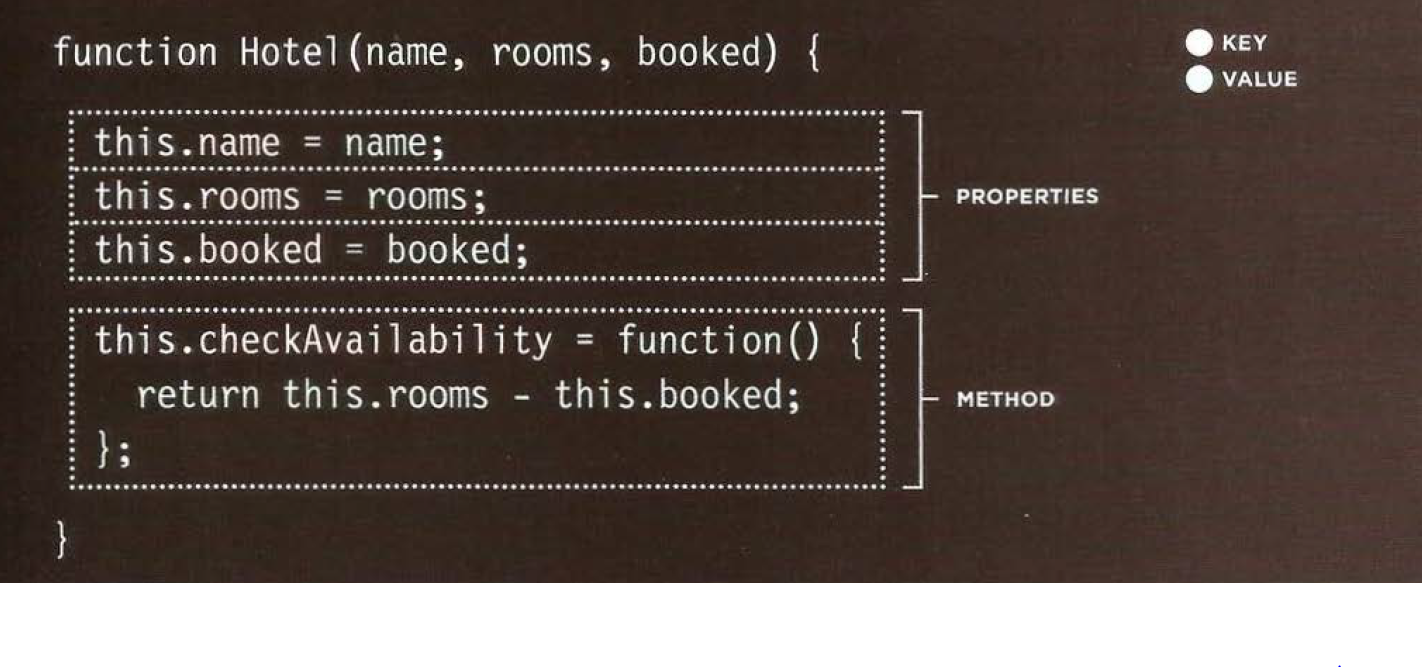 function Hotel(name, rooms, booked) {
KEY
VALUE
this.name = name;
this.rooms = rooms;
this.booked = booked;
PROPERTIES
this.checkAvailability = function() {
return this.rooms - this.booked;
};
METHOD
}